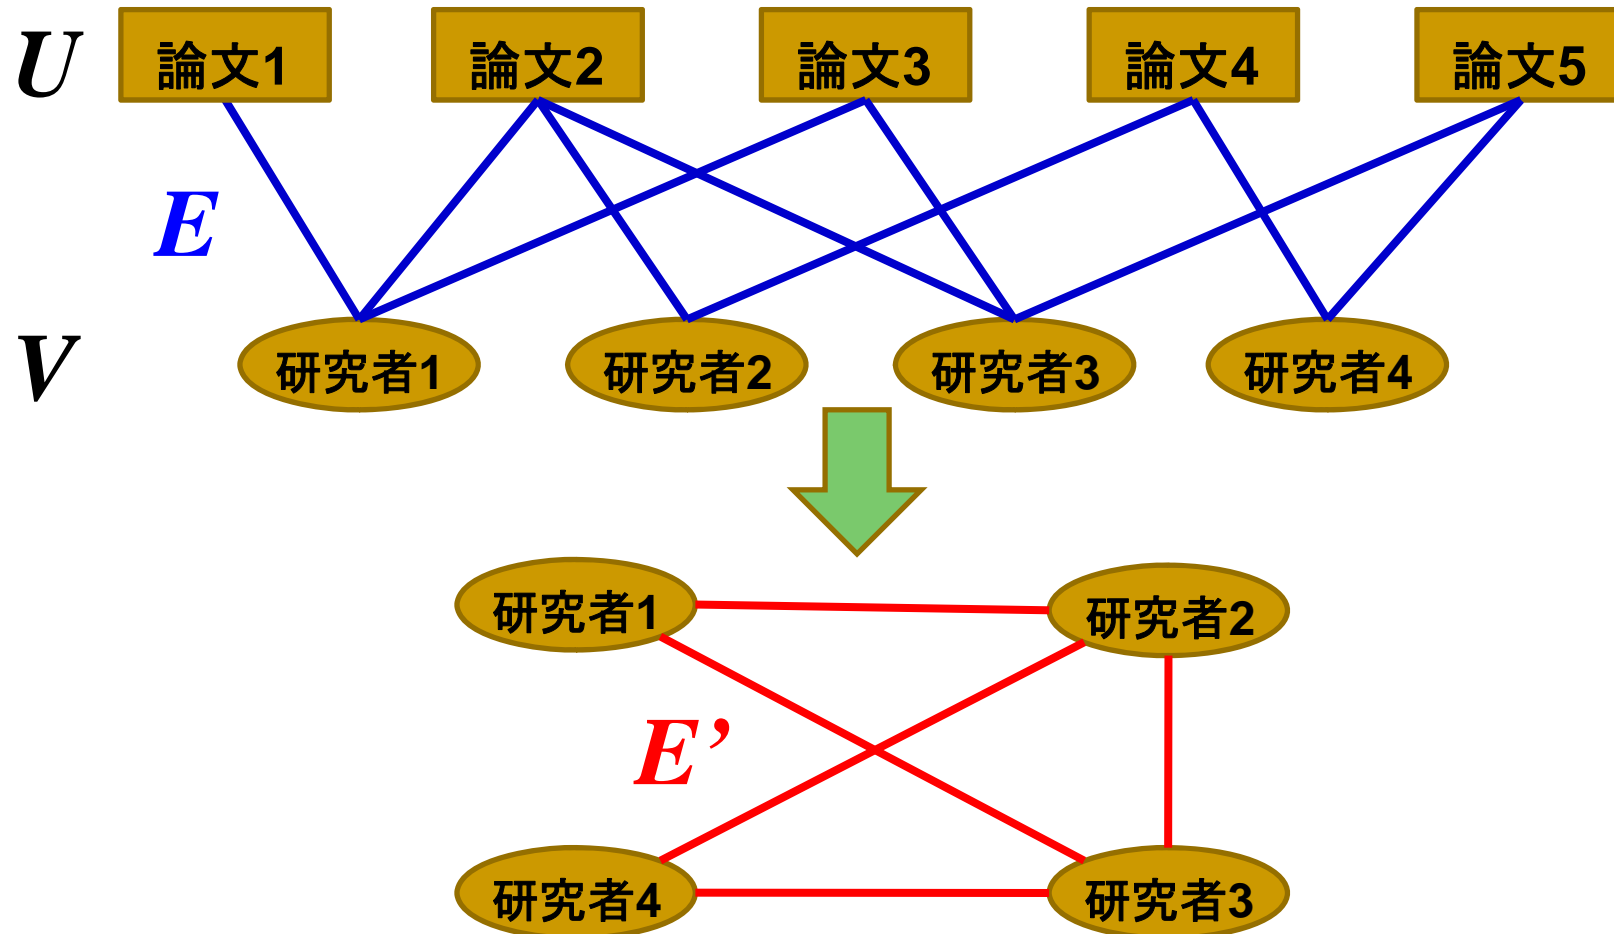 U 論文1 論文2 論文3 論文4 論文5
E
V 研究者1 研究者2 研究者3 研究者4
研究者1 研究者2
E’
研究者4 研究者3